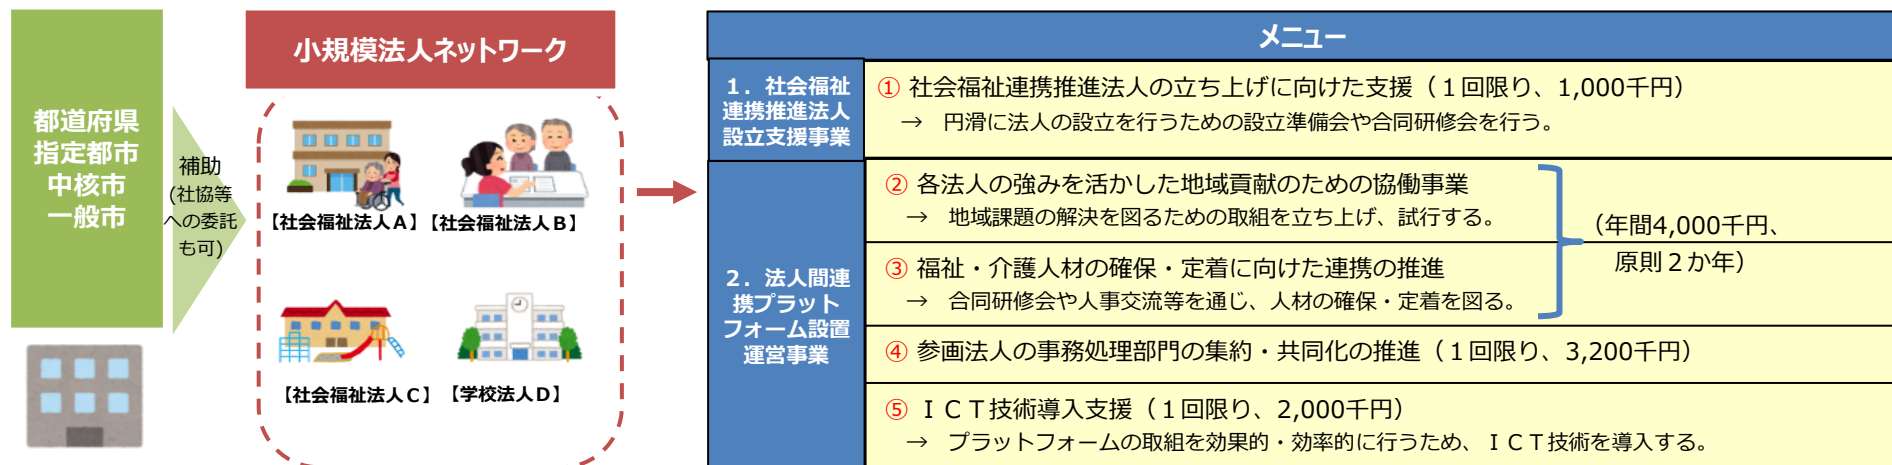 都道府県
指定都市
中核市
一般市
補助
(社協等
への委託
も可)
小規模法人ネットワーク
【社会福祉法人A】
【社会福祉法人B】
【社会福祉法人C】
【学校法人D】
メニュー
1．社会福祉
連携推進法人
設立支援事業
① 社会福祉連携推進法人の立ち上げに向けた支援（１回限り、1,000千円）
→　円滑に法人の設立を行うための設立準備会や合同研修会を行う。
2．法人間連
携プラット
フォーム設置
運営事業
② 各法人の強みを活かした地域貢献のための協働事業
→　地域課題の解決を図るための取組を立ち上げ、試行する。
③ 福祉・介護人材の確保・定着に向けた連携の推進
→　合同研修会や人事交流等を通じ、人材の確保・定着を図る。
（年間4,000千円、
原則２か年）
④ 参画法人の事務処理部門の集約・共同化の推進（１回限り、3,200千円）
⑤ ＩＣＴ技術導入支援（１回限り、2,000千円）
→　プラットフォームの取組を効果的・効率的に行うため、ＩＣＴ技術を導入する。